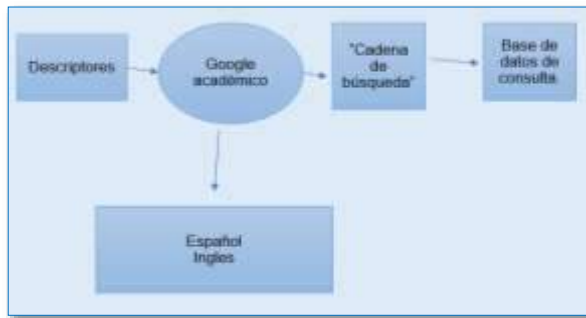 Descriptores
Google
académico
"Cadena
de
búsqueda"
Base de
datos de
consulta
Español
Ingles